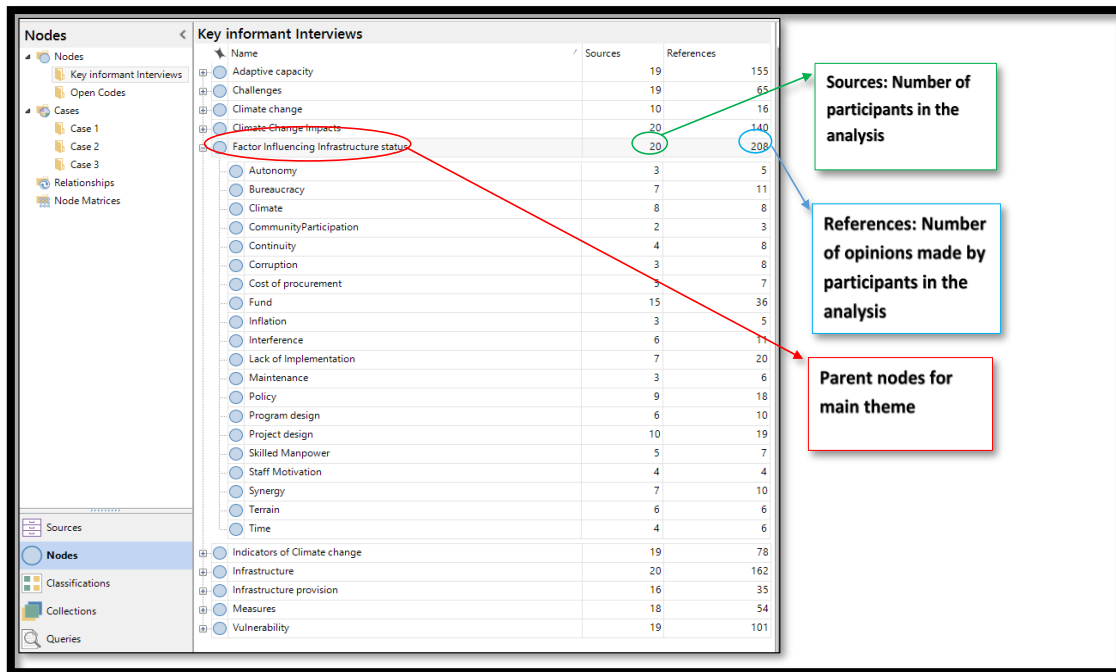 Nodes
Nodes
Key informant Interviews
Open Codes
Cases
Case 1
Case 2
Case 3
Relationships
Node Matrices
Sources
Nodes
Classifications
Collections
Queries
Key informant Interviews
Name Sources References
Adaptive capacity 19 155
Challenges 19 65
Climate change 10 16
Climate Change Impacts 20 140
Factor Influencing Infrastructure status 20 208
Autonomy 3 5
Bureaucracy 7 11
Climate 8 8
CommunityParticipation 2 3
Continuity 4 8
Corruption 3 8
Cost of procurement 5 7
Fund 15 36
Inflation 3 5
Interference 6 11
Lack of Implementation 7 20
Maintenance 3 6
Policy 9 18
Program design 6 10
Project design 10 19
Skilled Manpower 5 7
Staff Motivation 4 4
Synergy 7 10
Terrain 6 6
Time 4 6
Indicators of Climate change 19 78
Infrastructure 20 162
Infrastructure provision 16 35
Measures 18 54
Vulnerability 19 101
Sources: Number of
participants in the
analysis
References: Number
of opinions made by
participants in the
analysis
Parent nodes for
main theme